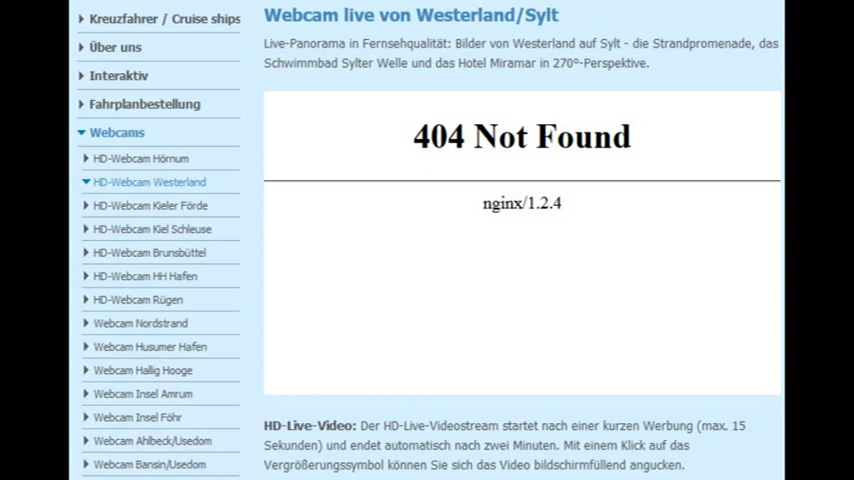 Kreuzfahrer / Cruise ships
Über uns
Interaktiv
Fahrplanbestellung
Webcams
HD-Webcam Hörnum
HD-Webcam Westerland
HD-Webcam Kieler Förde
HD-Webcam Kiel Schleuse
HD-Webcam Brunsbüttel
HD-Webcam HH Hafen
HD-Webcam Rügen
Webcam Nordstrand
Webcam Husumer Hafen
Webcam Hallig Hooge
Webcam Insel Amrum
Webcam Insel Föhr
Webcam Ahlbeck/Usedom
Webcam Bansin/Usedom
Webcam live von Westerland/Sylt
Live-Panorama in Fernsehqualität: Bilder von Westerland auf Sylt - die Strandpromenade, das
Schwimmbad Sylter Welle und das Hotel Miramar in 270°-Perspektive.
404 Not Found
nginx/1.2.4
HD-Live-Video: Der HD-Live-Videostream startet nach einer kurzen Werbung (max. 15
Sekunden) und endet automatisch nach zwei Minuten. Mit einem Klick auf das
Vergrößerungssymbol können Sie sich das Video bildschirmfüllend angucken.